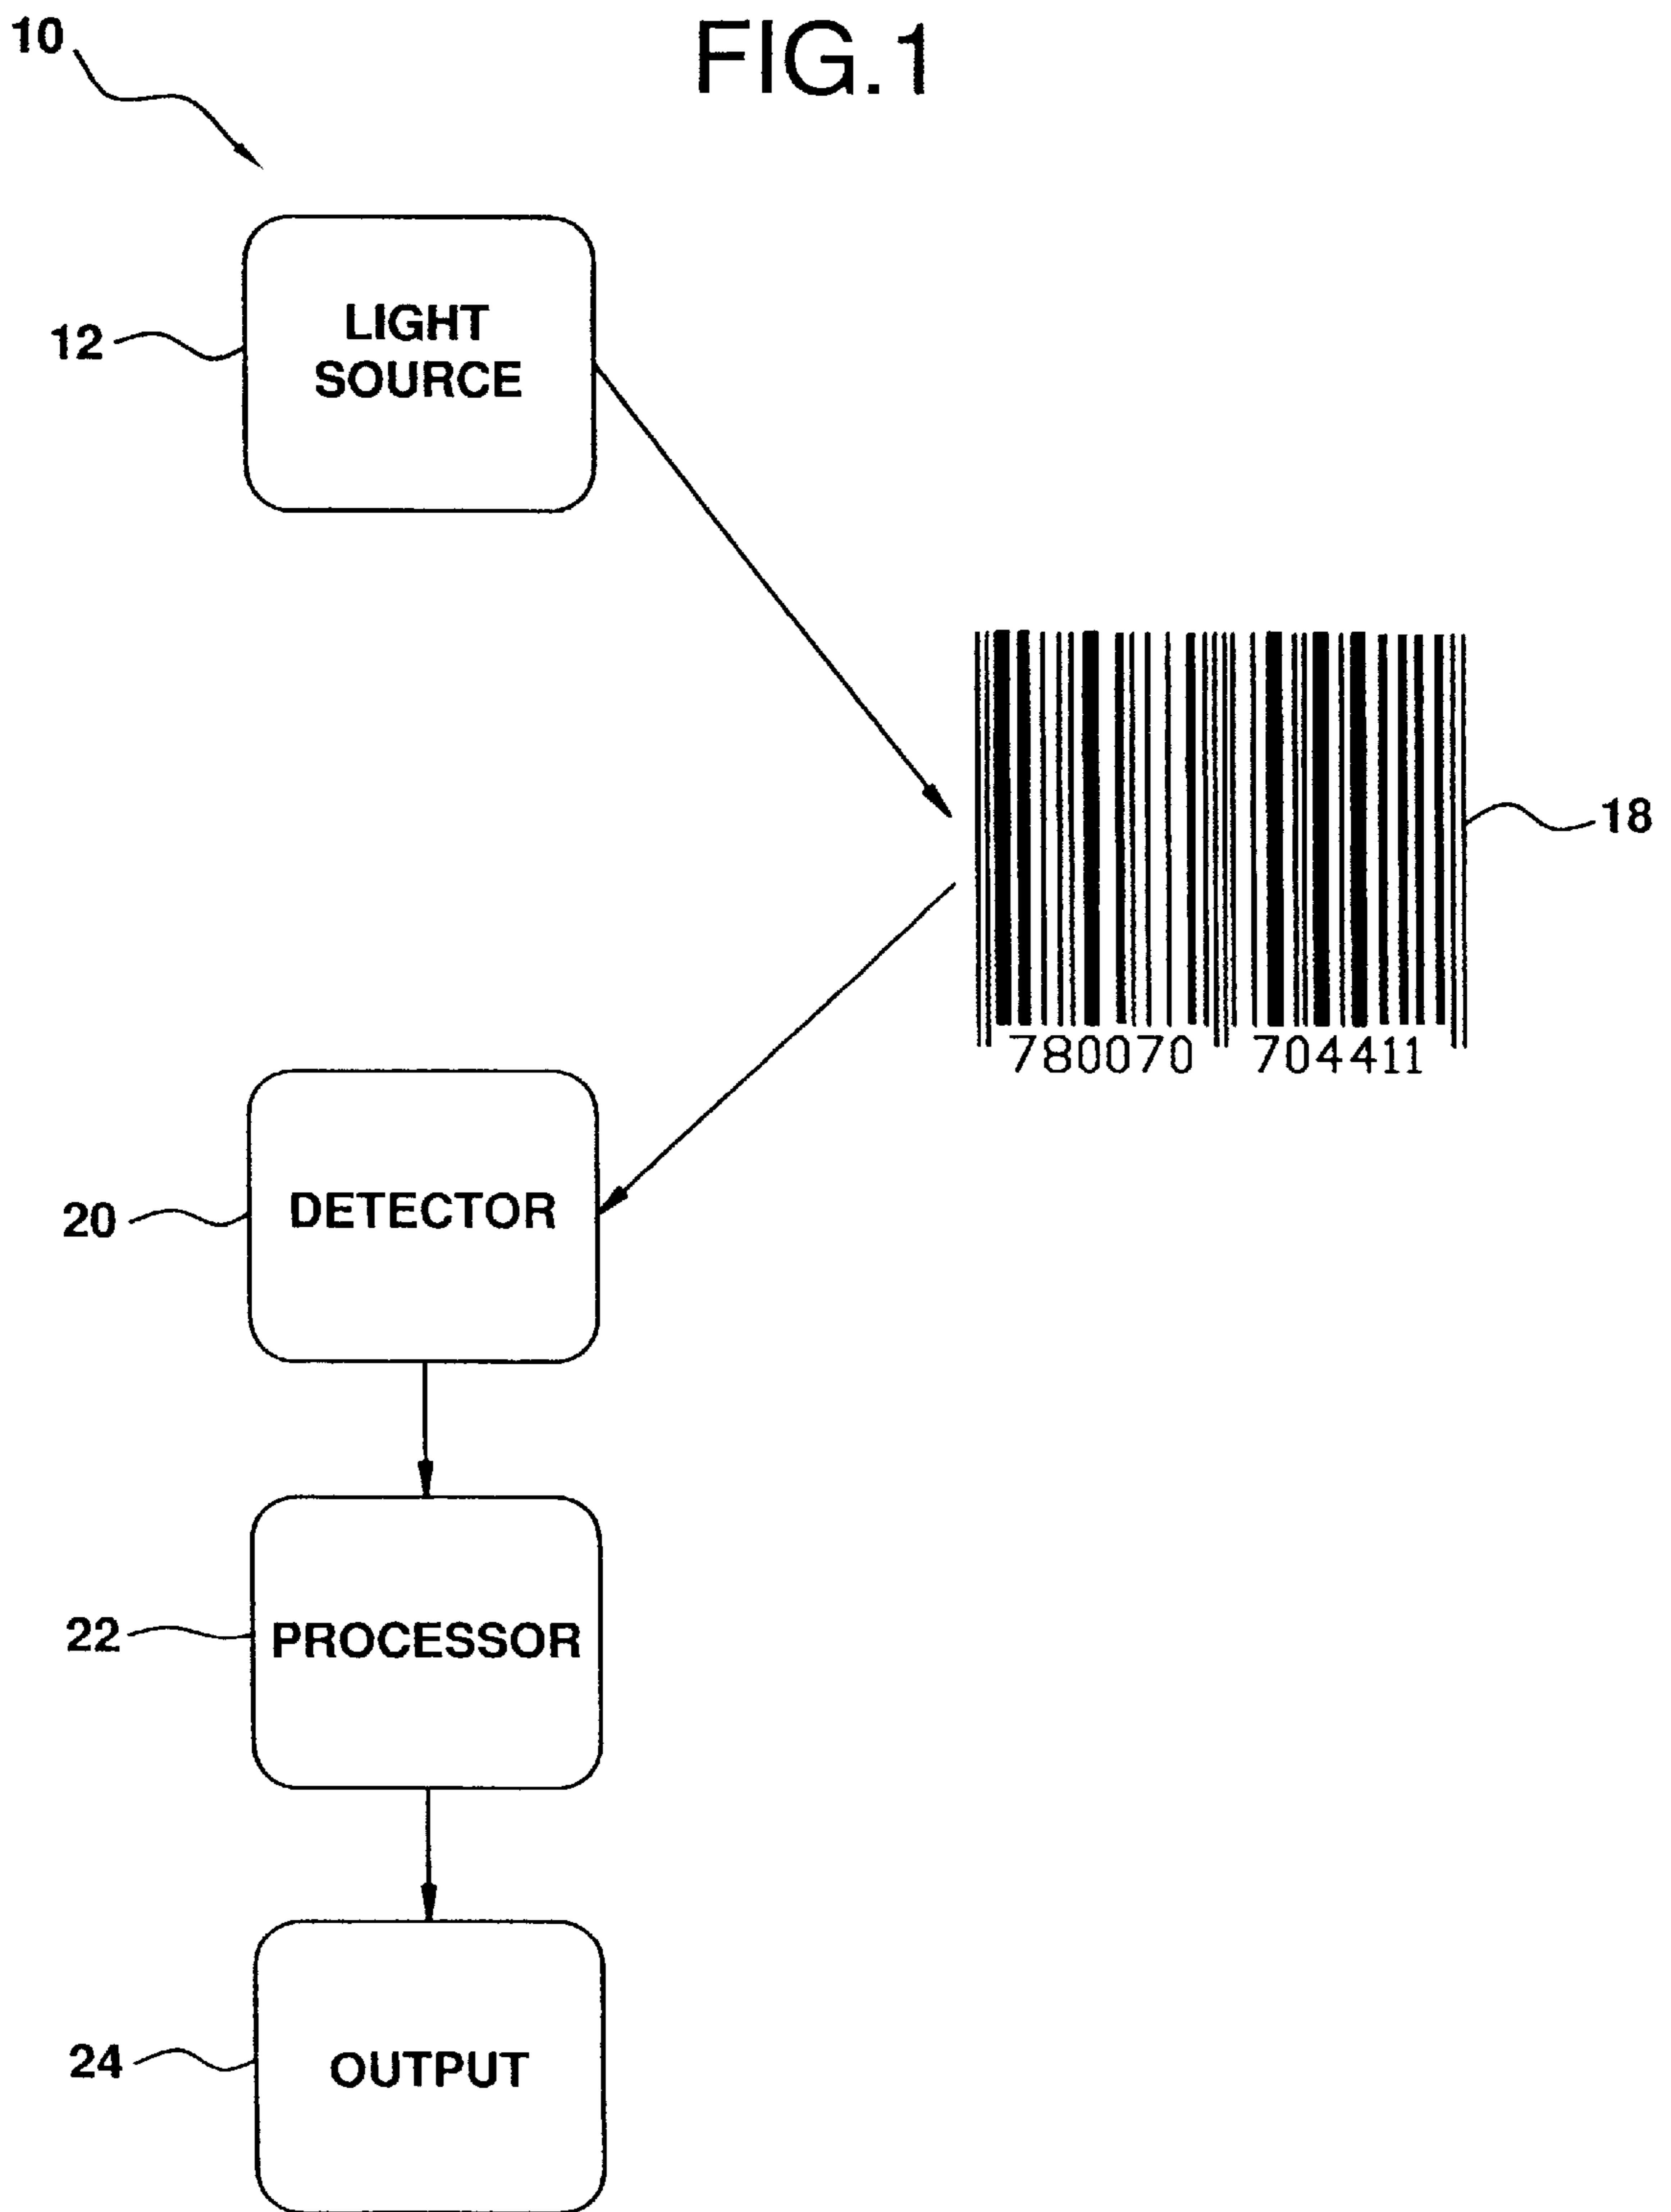 FIG.1
10
LIGHT
SOURCE
12
18
780070 704411
DETECTOR
20
PROCESSOR
22
OUTPUT
24